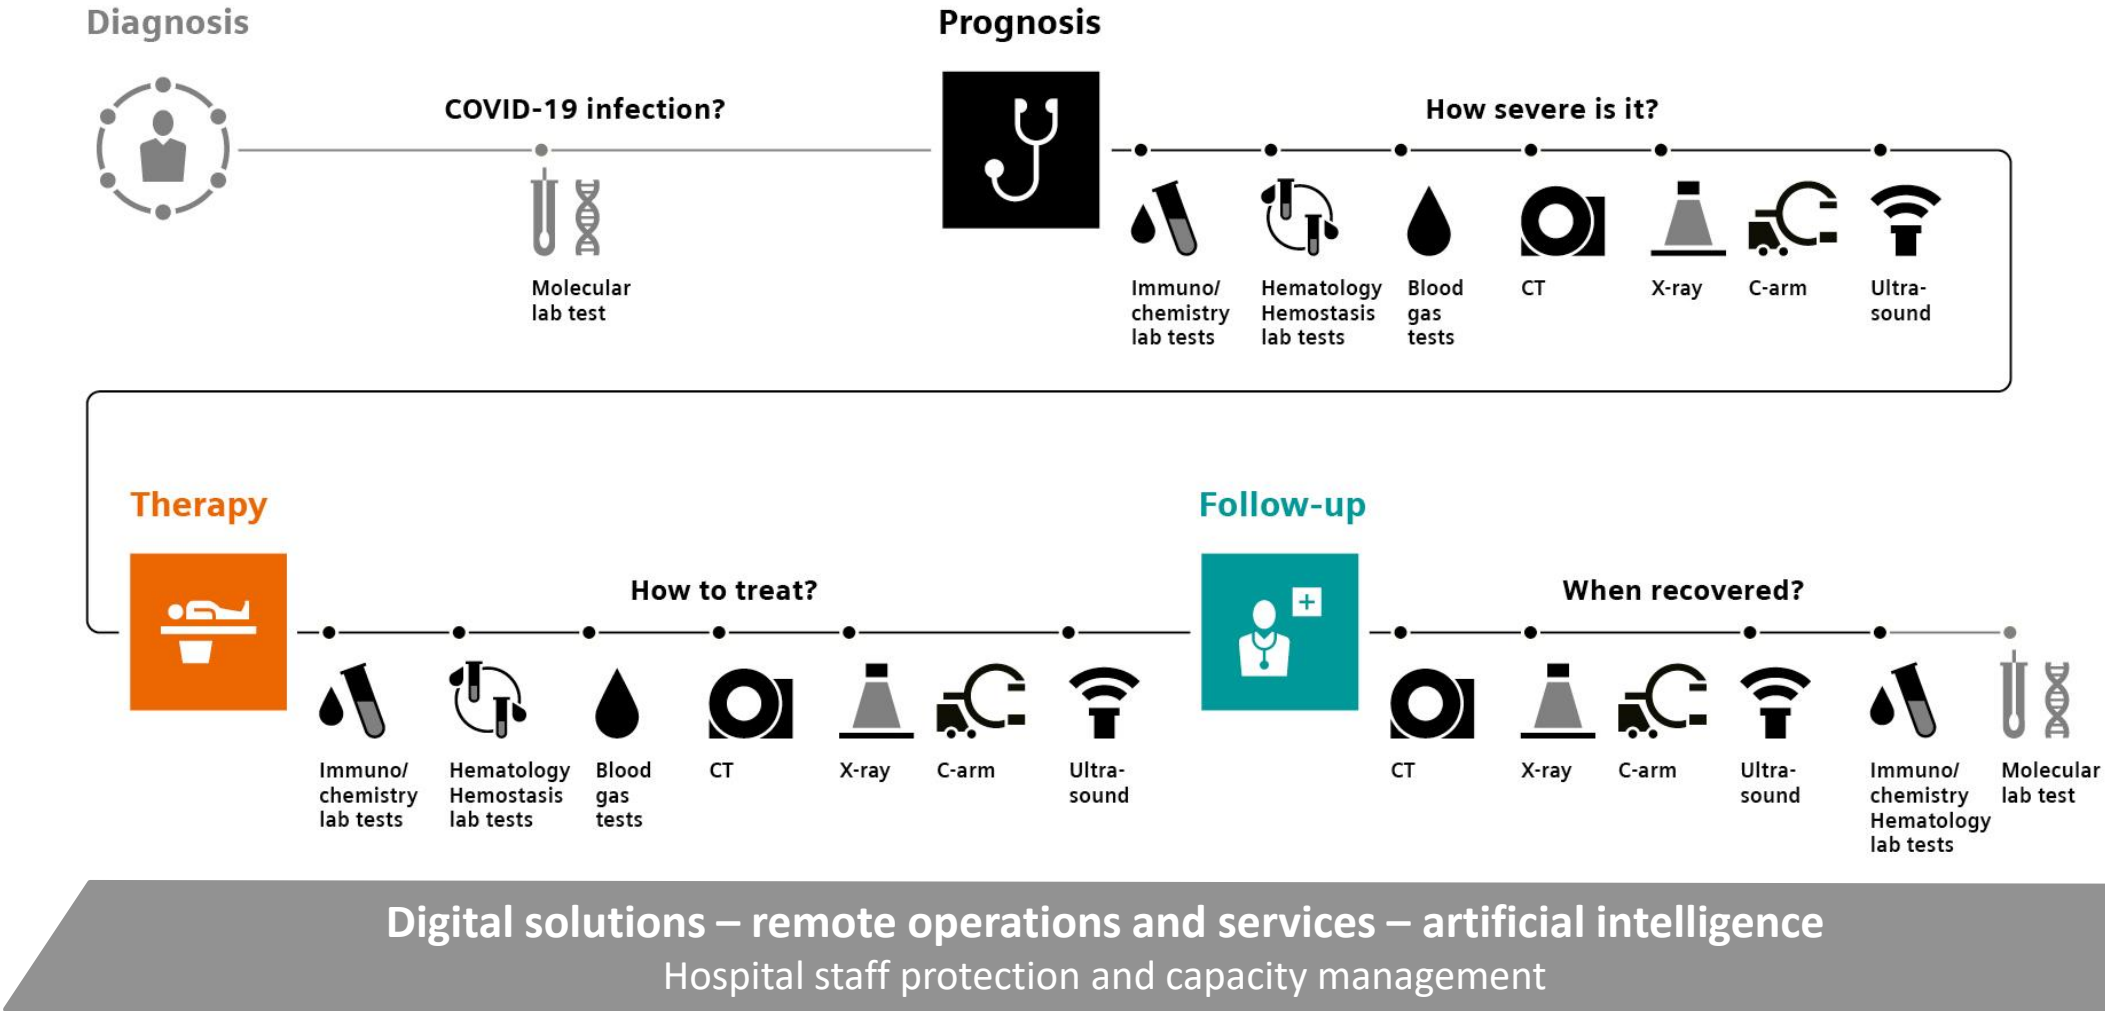 Diagnosis
Prognosis
COVID-19 infection?
How severe is it?
Molecular
lab test
Immuno/
chemistry
lab tests
Hematology
Hemostasis
lab tests
Blood
gas
tests
CT
X-ray
C-arm
Ultra-
sound
Therapy
Follow-up
How to treat?
When recovered?
Immuno/
chemistry
lab tests
Hematology
Hemostasis
lab tests
Blood
gas
tests
CT
X-ray
C-arm
Ultra-
sound
CT
X-ray
C-arm
Ultra-
sound
Immuno/
chemistry
Hematology
lab tests
Molecular
lab test
Digital solutions – remote operations and services – artificial intelligence
Hospital staff protection and capacity management